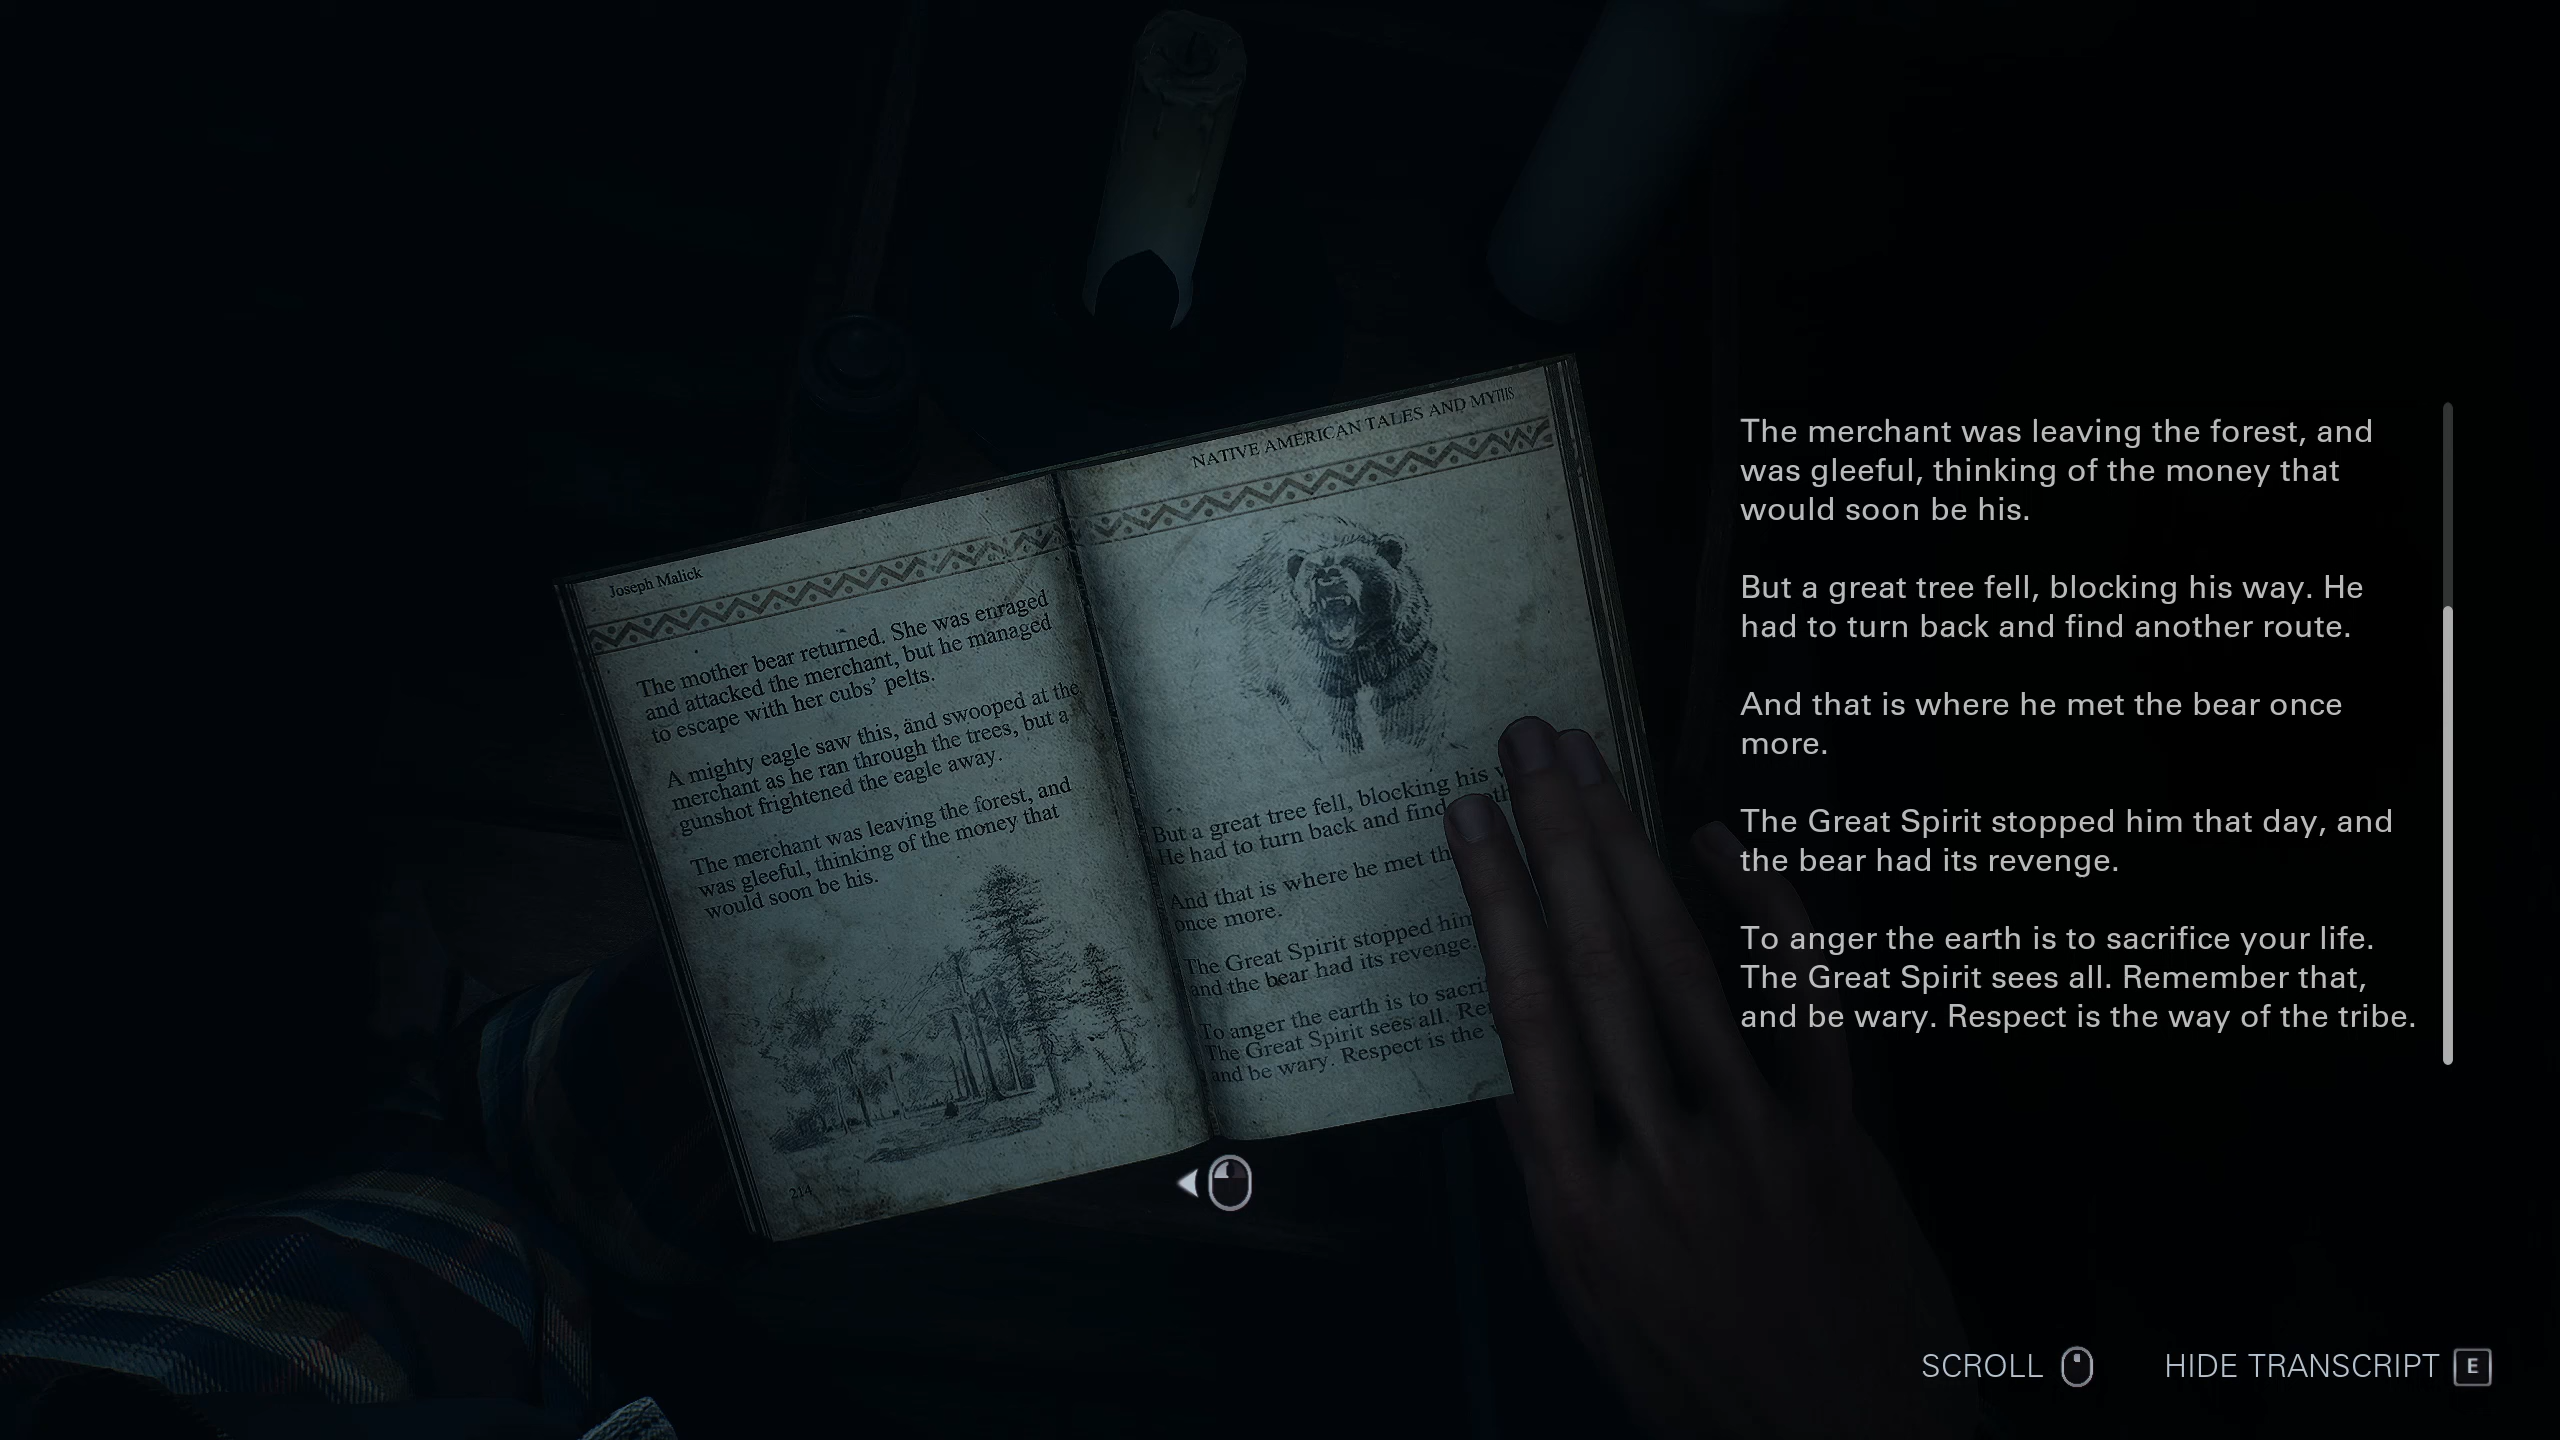 Joseph Malick
The mother bear returned. She was enraged
and attacked the merchant, but he managed
to escape with her cubs' pelts.
A mighty eagle saw this, and swooped at the
merchant as he ran through the trees, but a
gunshot frightened the eagle away.
The merchant was leaving the forest, and
was gleeful, thinking of the money that
would soon be his.
214
NATIVE AMERICAN TALES AND MYTHS
But a great tree fell, blocking his
He had to turn back and find
And that is where he met
once more.
The Great Spirit stopped him
and the bear had its revenge.
To anger the earth is to
The Great Spirit sees all.
and be wary. Respect is the
The merchant was leaving the forest, and
was gleeful, thinking of the money that
would soon be his.
But a great tree fell, blocking his way. He
had to turn back and find another route.
And that is where he met the bear once
more.
The Great Spirit stopped him that day, and
the bear had its revenge.
To anger the earth is to sacrifice your life.
The Great Spirit sees all. Remember that,
and be wary. Respect is the way of the tribe.
SCROLL
HIDE TRANSCRIPT E